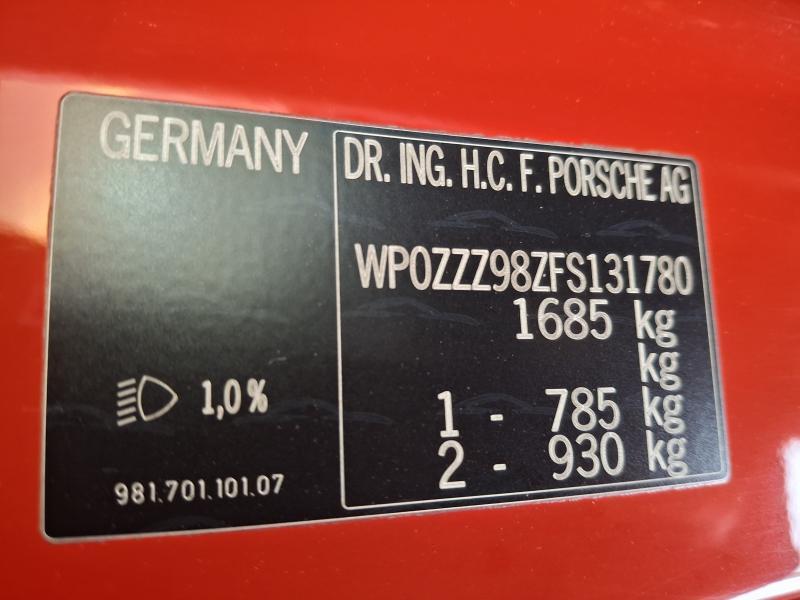 GERMANY
DR. ING. H.C. F. PORSCHE AG
WP0ZZZ98ZFS131780
1685 kg
kg
1 - 785 kg
2 - 930 kg
1,0%
981.701.101.07